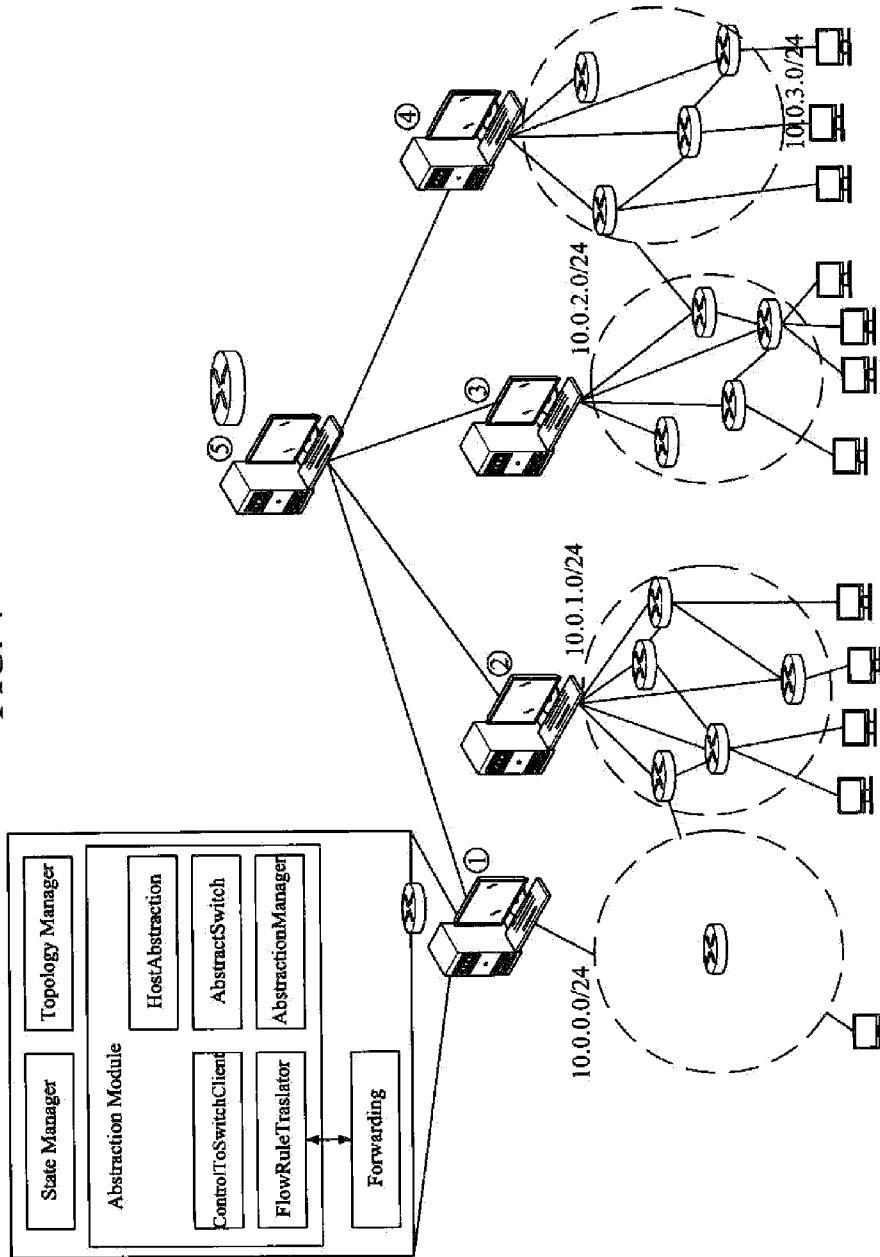 State Manager
Topology Manager
Abstraction Module
HostAbstraction
ControlToSwitchClient
AbstractSwitch
FlowRuleTraslator
AbstractionManager
Forwarding
⑤
①
②
③
④
10.0.0.0/24
10.0.1.0/24
10.0.2.0/24
10.0.3.0/24